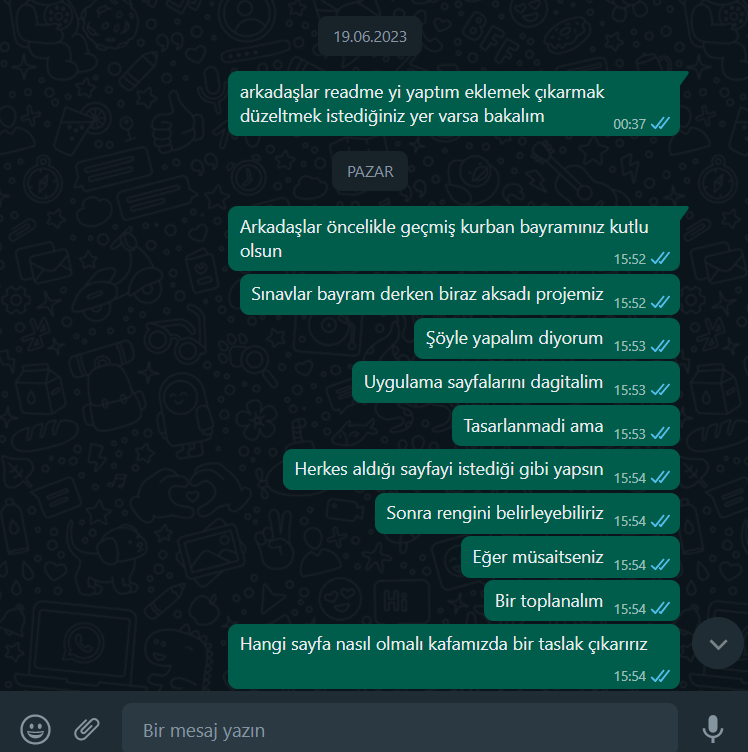 19.06.2023
arkadaşlar readme yi yaptım eklemek çıkarmak
düzeltmek istediğiniz yer varsa bakalım
00:37
PAZAR
Arkadaşlar öncelikle geçmiş kurban bayramınız kutlu
olsun
15:52
Sınavlar bayram derken biraz aksadı projemiz 15:52
Şöyle yapalım diyorum 15:53
Uygulama sayfalarını dagitalim 15:53
Tasarlanmadi ama 15:53
Herkes aldığı sayfayi istediği gibi yapsın 15:54
Sonra rengini belirleyebiliriz 15:54
Eğer müsaitseniz 15:54
Bir toplanalım 15:54
Hangi sayfa nasıl olmalı kafamızda bir taslak çıkarırız
15:54
Bir mesaj yazın